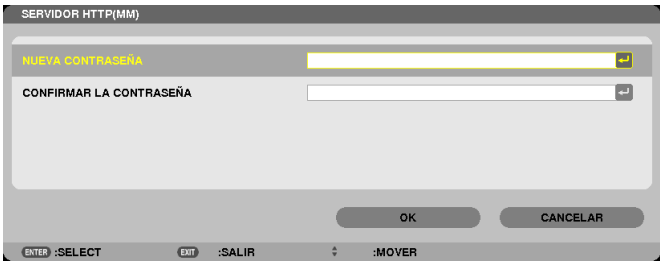 SERVIDOR HTTP(MM)
NUEVA CONTRASEÑA
CONFIRMAR LA CONTRASEÑA
OK CANCELAR
ENTER :SELECT EXIT :SALIR :MOVER